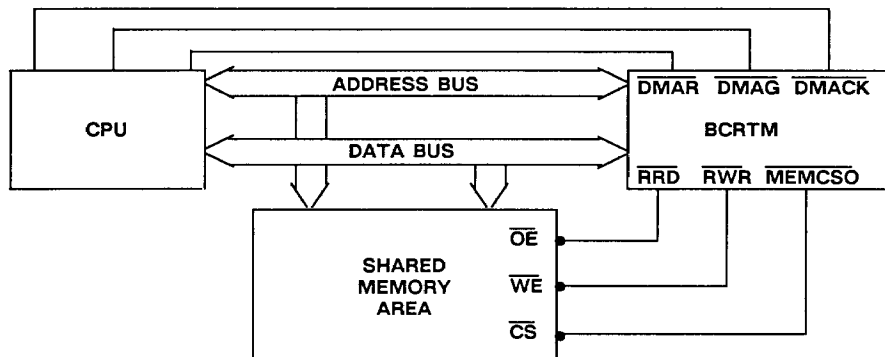 ADDRESS BUS
DMAR DMAG DMACK
CPU
BCRTM
DATA BUS
RRD RWR MEMCSO
OE
SHARED
MEMORY
AREA
WE
CS